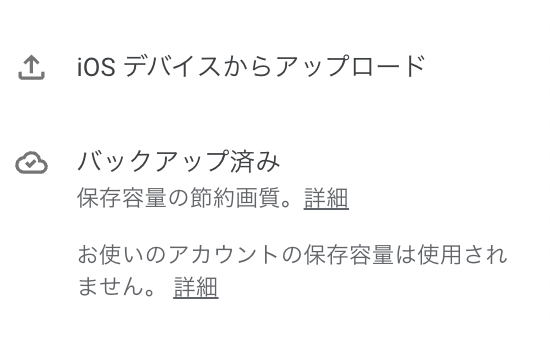 iOS デバイスからアップロード
バックアップ済み
保存容量の節約画質。詳細
お使いのアカウントの保存容量は使用され
ません。 詳細